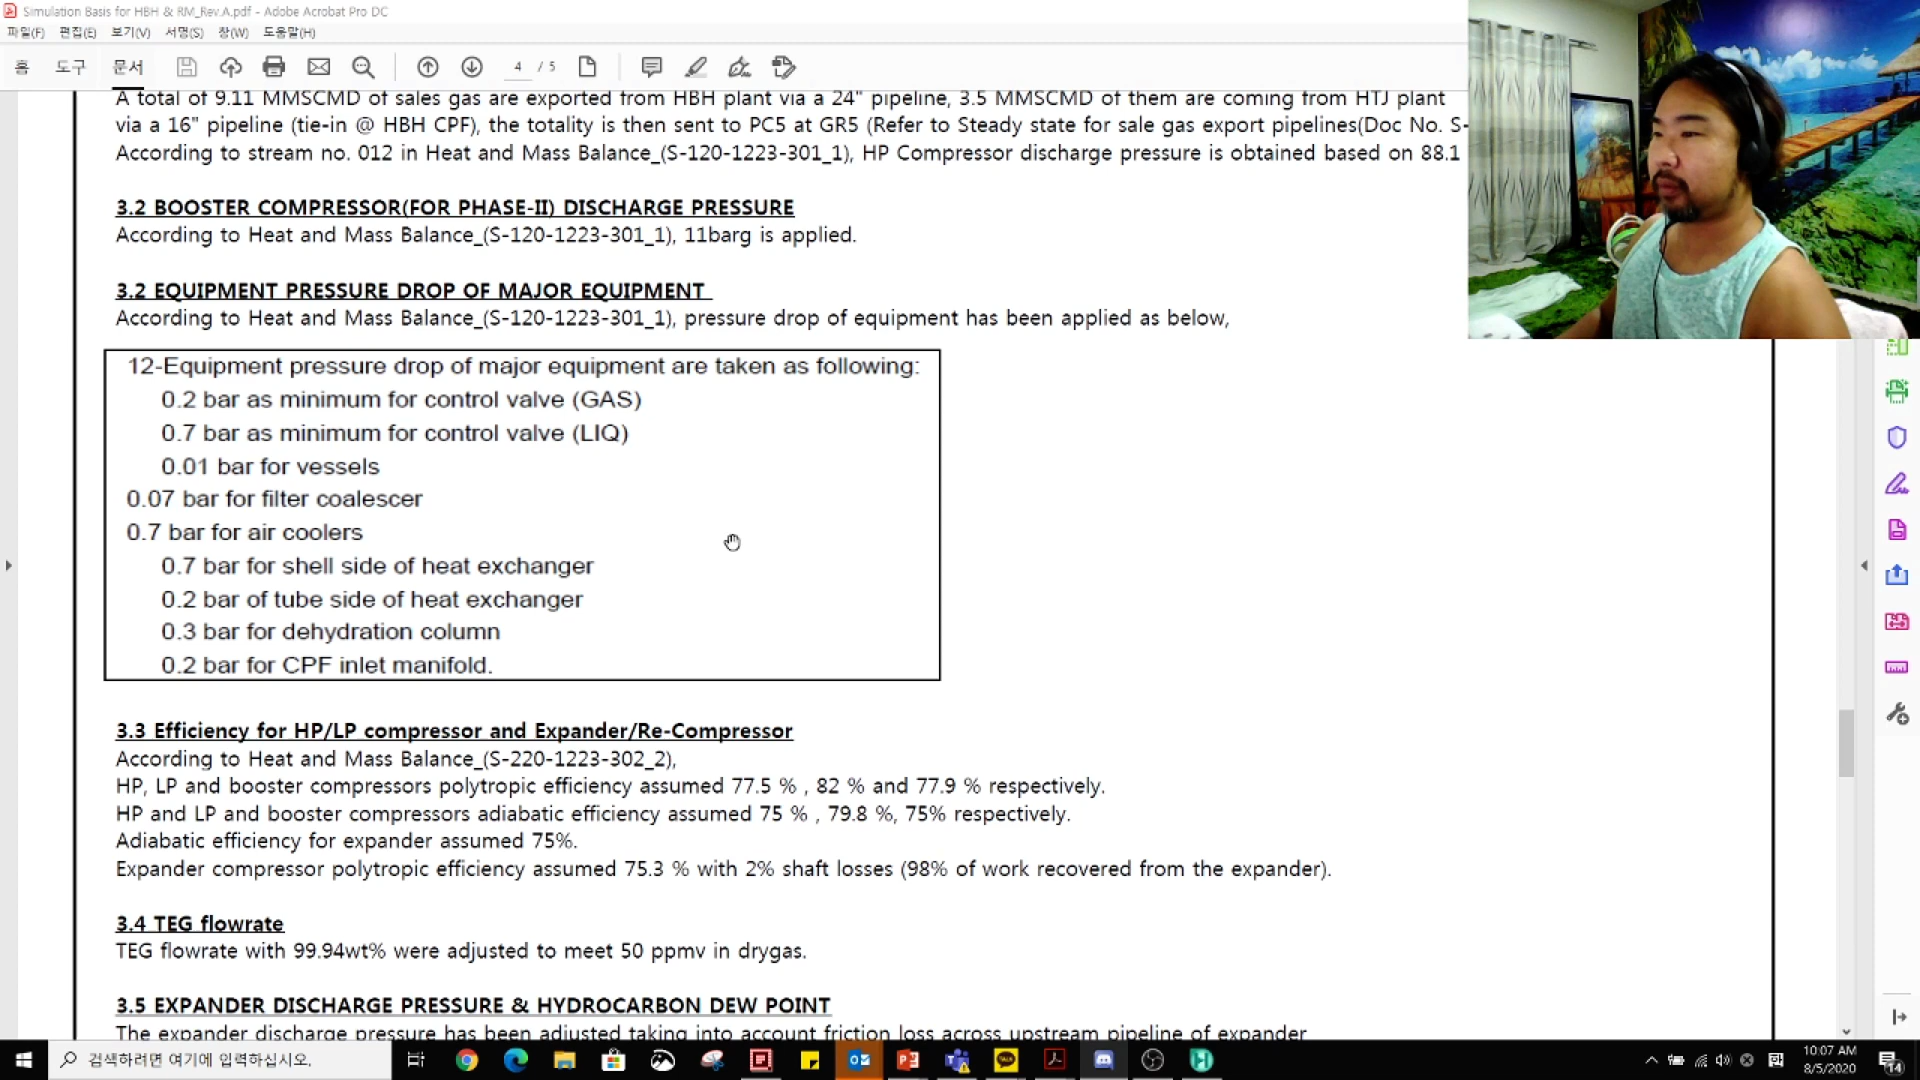 Simulation Basis for HBH & RM_Rev.A.pdf - Adobe Acrobat Pro DC
파일(F) 편집(E) 보기(V) 서명(S) 창(W) 도움말(H)
홈 도구 문서 4 / 5
A total of 9.11 MMSCMD of sales gas are exported from HBH plant via a 24" pipeline, 3.5 MMSCMD of them are coming from HTJ plant
via a 16" pipeline (tie-in @ HBH CPF), the totality is then sent to PC5 at GR5 (Refer to Steady state for sale gas export pipelines(Doc No. S-
According to stream no. 012 in Heat and Mass Balance_(S-120-1223-301_1), HP Compressor discharge pressure is obtained based on 88.1
3.2 BOOSTER COMPRESSOR(FOR PHASE-II) DISCHARGE PRESSURE
According to Heat and Mass Balance_(S-120-1223-301_1), 11barg is applied.
3.2 EQUIPMENT PRESSURE DROP OF MAJOR EQUIPMENT
According to Heat and Mass Balance_(S-120-1223-301_1), pressure drop of equipment has been applied as below,
12-Equipment pressure drop of major equipment are taken as following:
0.2 bar as minimum for control valve (GAS)
0.7 bar as minimum for control valve (LIQ)
0.01 bar for vessels
0.07 bar for filter coalescer
0.7 bar for air coolers
0.7 bar for shell side of heat exchanger
0.2 bar of tube side of heat exchanger
0.3 bar for dehydration column
0.2 bar for CPF inlet manifold.
3.3 Efficiency for HP/LP compressor and Expander/Re-Compressor
According to Heat and Mass Balance_(S-220-1223-302_2),
HP, LP and booster compressors polytropic efficiency assumed 77.5 % , 82 % and 77.9 % respectively.
HP and LP and booster compressors adiabatic efficiency assumed 75 % , 79.8 %, 75% respectively.
Adiabatic efficiency for expander assumed 75%.
Expander compressor polytropic efficiency assumed 75.3 % with 2% shaft losses (98% of work recovered from the expander).
3.4 TEG flowrate
TEG flowrate with 99.94wt% were adjusted to meet 50 ppmv in drygas.
3.5 EXPANDER DISCHARGE PRESSURE & HYDROCARBON DEW POINT
The expander discharge pressure has been adjusted taking into account friction loss across upstream pipeline of expander
검색하려면 여기에 입력하십시오.
10:07 AM
8/5/2020
14